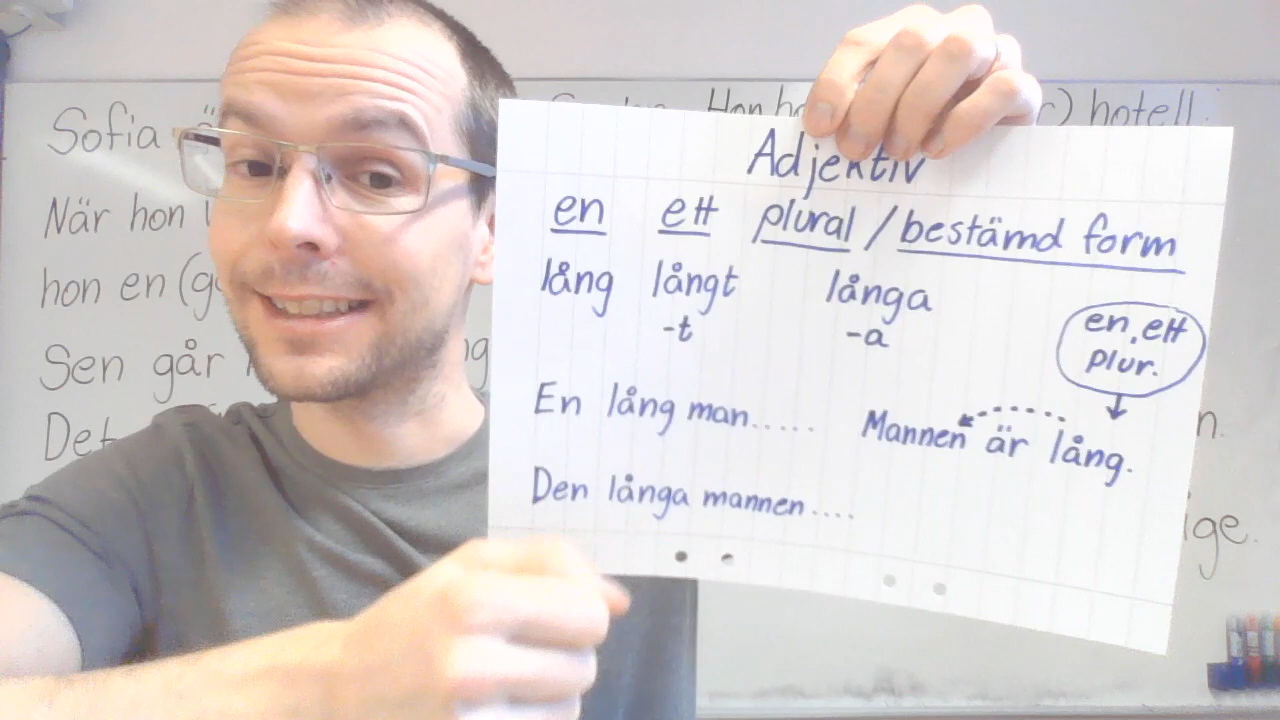 Adjektiv
en ett plural / bestämd form
lång långt långa
-t -a
en, ett
plur.
En lång man.....
Mannen är lång.
Den långa mannen....
Sofia
Hon
hotell.
När hon
hon en
Sen går
Det